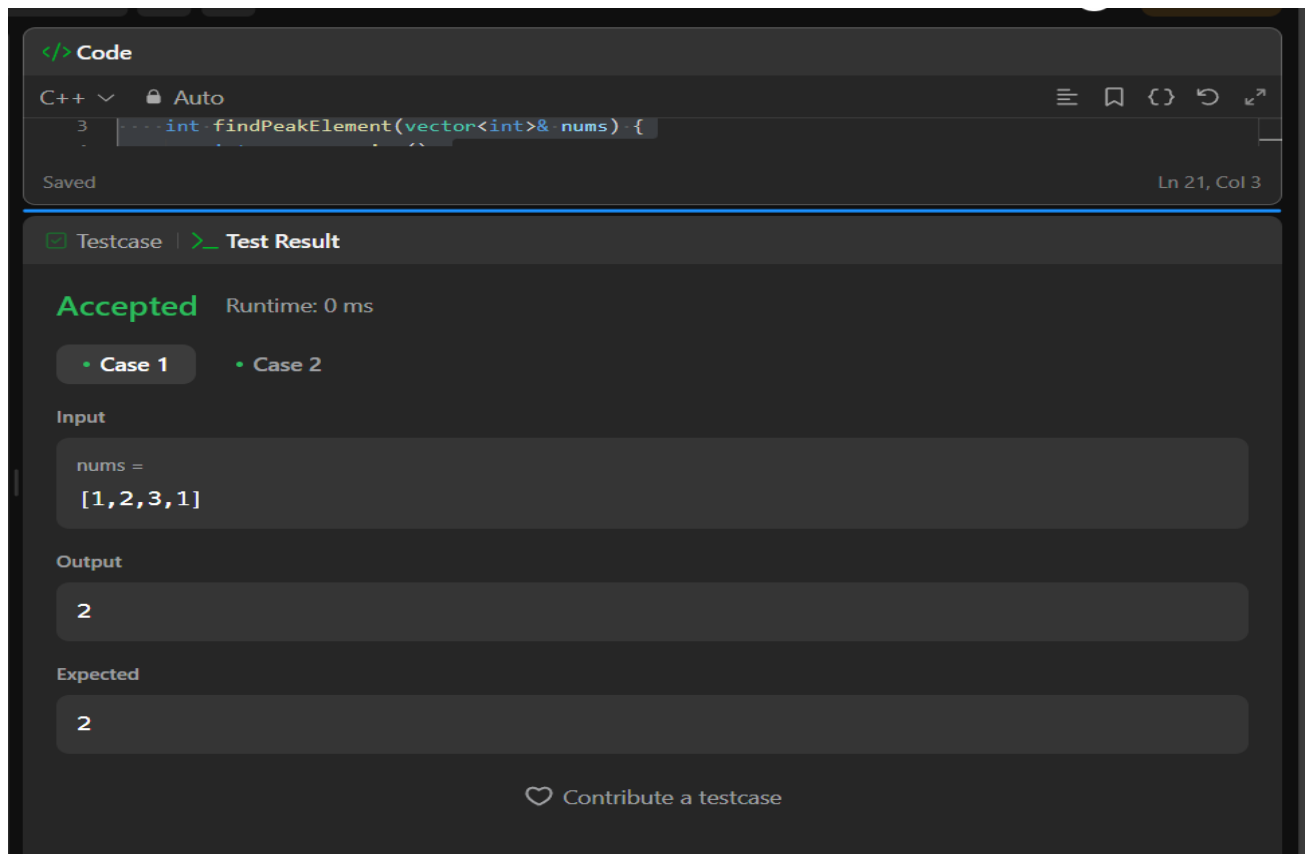 </> Code
C++ Auto
3 int findPeakElement(vector<int>& nums) {
Saved Ln 21, Col 3
Testcase >_ Test Result
Accepted Runtime: 0 ms
• Case 1 • Case 2
Input
nums =
[1,2,3,1]
Output
2
Expected
2
Contribute a testcase